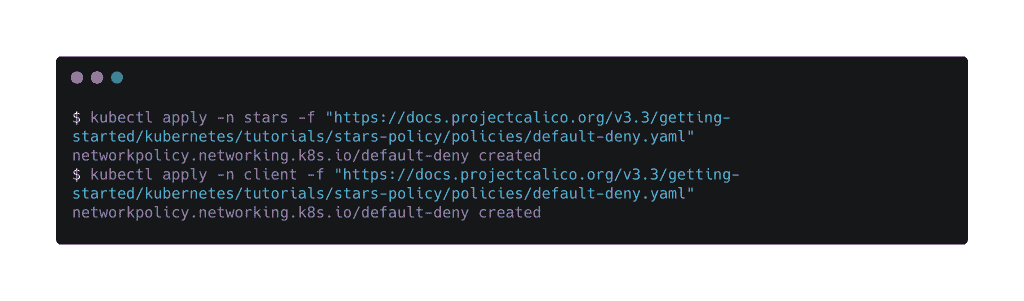 $ kubectl apply -n stars -f "https://docs.projectcalico.org/v3.3/getting-
started/kubernetes/tutorials/stars-policy/policies/default-deny.yaml"
networkpolicy.networking.k8s.io/default-deny created
$ kubectl apply -n client -f "https://docs.projectcalico.org/v3.3/getting-
started/kubernetes/tutorials/stars-policy/policies/default-deny.yaml"
networkpolicy.networking.k8s.io/default-deny created